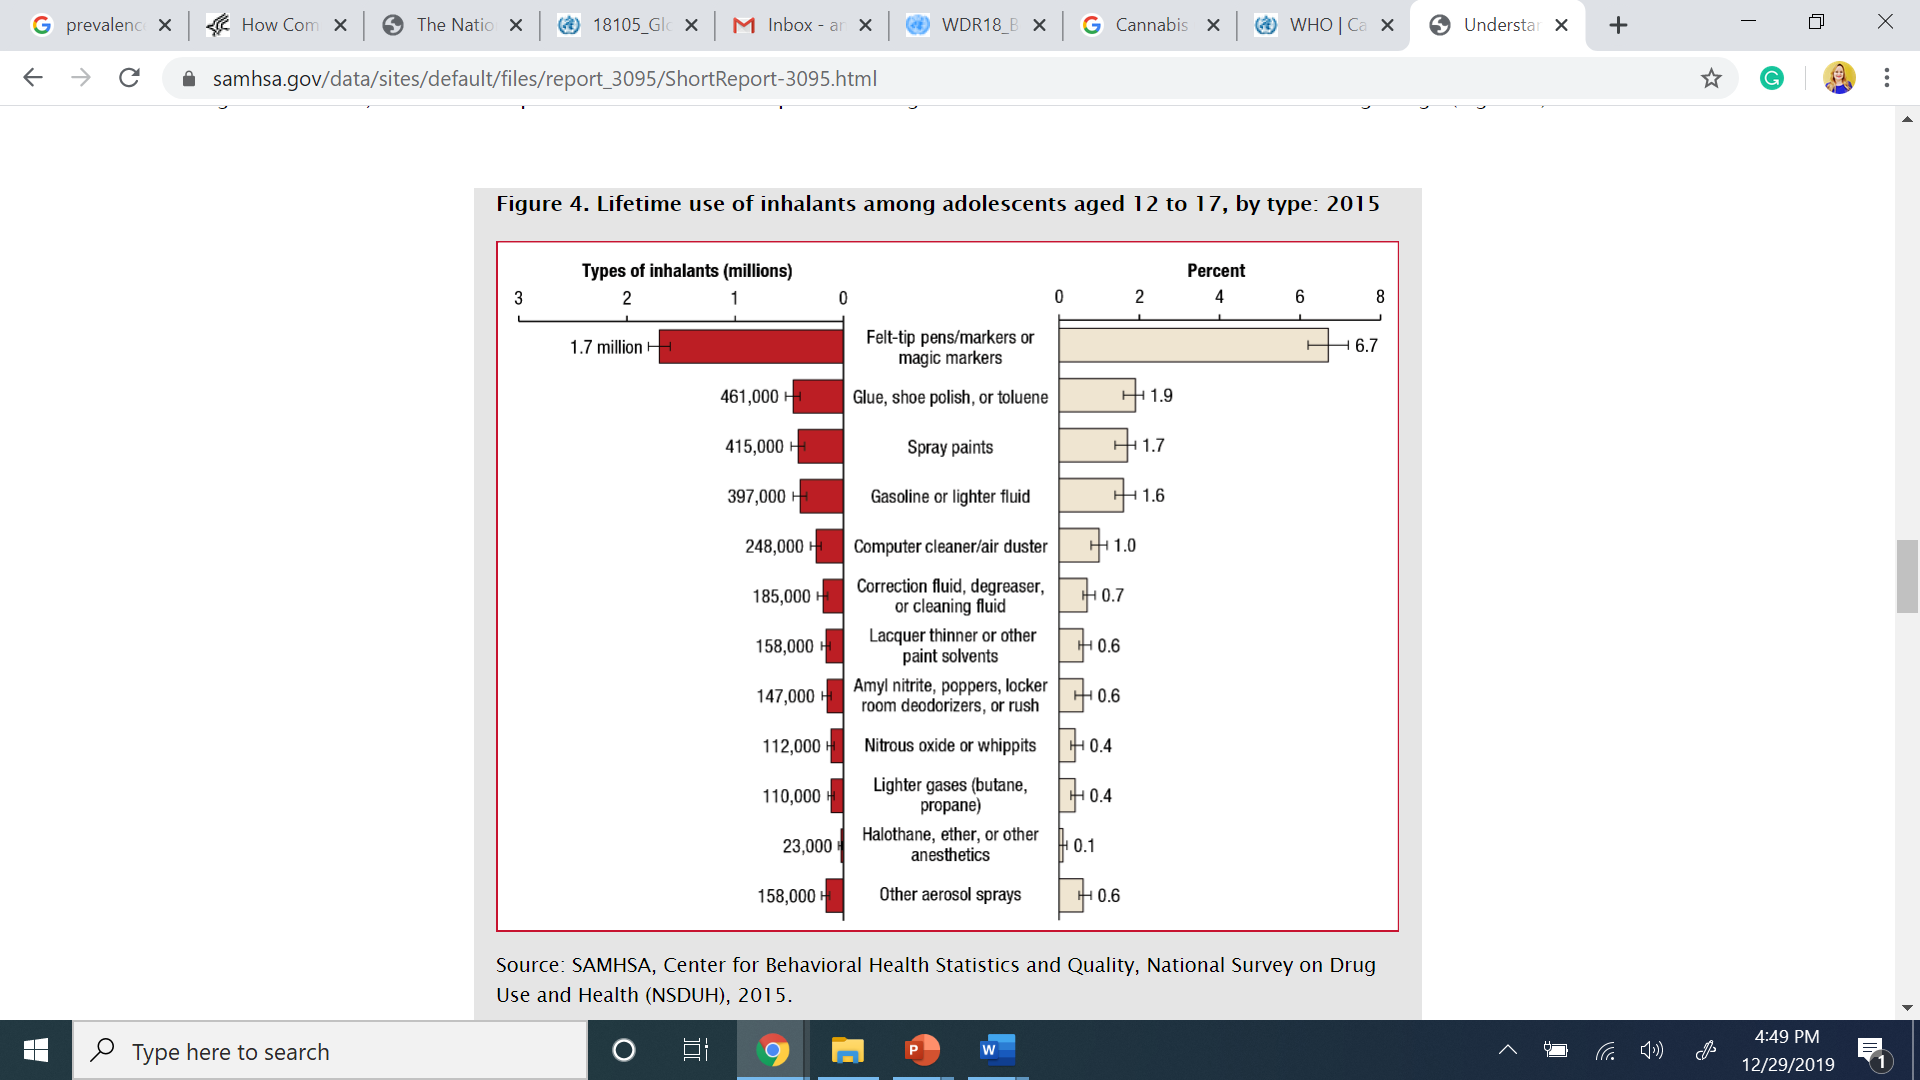 prevalenc
How Com
The Natio
18105_Glo
Inbox - an
WDR18_B
Cannabis
WHO | Ca
Understan
samhsa.gov/data/sites/default/files/report_3095/ShortReport-3095.html
Figure 4. Lifetime use of inhalants among adolescents aged 12 to 17, by type: 2015
Types of inhalants (millions)
Percent
3 2 1 0
0 2 4 6 8
1.7 million
Felt-tip pens/markers or
magic markers
6.7
461,000 Glue, shoe polish, or toluene 1.9
415,000 Spray paints 1.7
397,000 Gasoline or lighter fluid 1.6
248,000 Computer cleaner/air duster 1.0
185,000
Correction fluid, degreaser,
or cleaning fluid
0.7
158,000
Lacquer thinner or other
paint solvents
0.6
147,000
Amyl nitrite, poppers, locker
room deodorizers, or rush
0.6
112,000 Nitrous oxide or whippits 0.4
110,000
Lighter gases (butane,
propane)
0.4
23,000
Halothane, ether, or other
anesthetics
0.1
158,000 Other aerosol sprays 0.6
Source: SAMHSA, Center for Behavioral Health Statistics and Quality, National Survey on Drug
Use and Health (NSDUH), 2015.
Type here to search
4:49 PM
12/29/2019
1